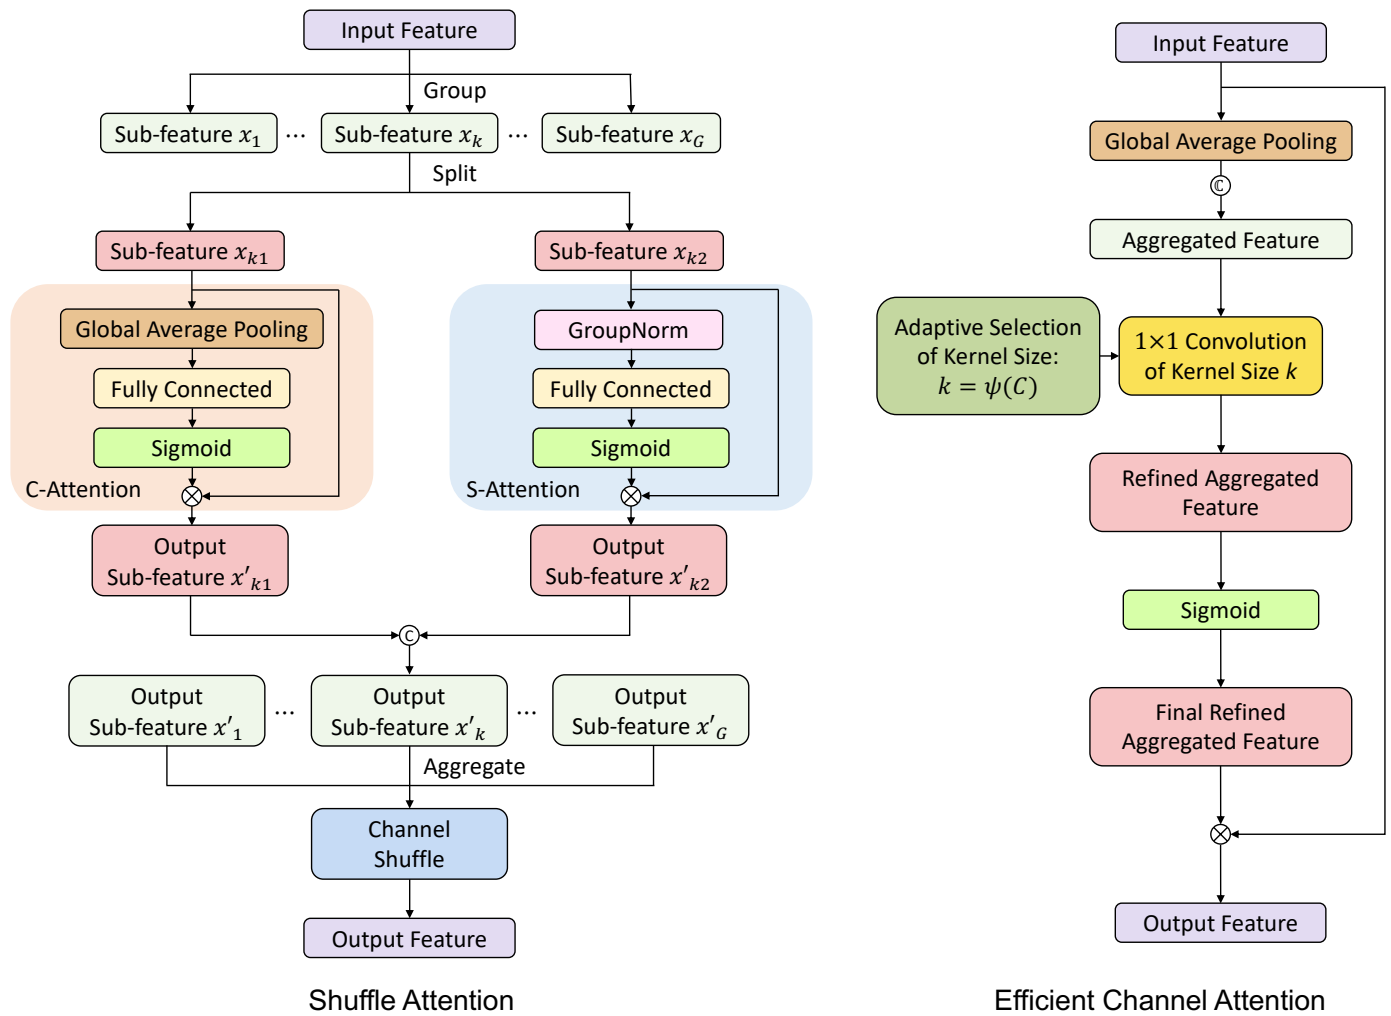 Input Feature
Group
Sub-feature x₁ ... Sub-feature xₖ ... Sub-feature x_G
Split
Sub-feature xₖ₁
Sub-feature xₖ₂
Global Average Pooling
Fully Connected
Sigmoid
C-Attention
GroupNorm
Fully Connected
Sigmoid
S-Attention
Output
Sub-feature x′ₖ₁
Output
Sub-feature x′ₖ₂
C
Output
Sub-feature x′₁
...
Output
Sub-feature x′ₖ
...
Output
Sub-feature x′_G
Aggregate
Channel
Shuffle
Output Feature
Shuffle Attention
Input Feature
Global Average Pooling
ℂ
Aggregated Feature
Adaptive Selection
of Kernel Size:
k = ψ(C)
1×1 Convolution
of Kernel Size k
Refined Aggregated
Feature
Sigmoid
Final Refined
Aggregated Feature
Output Feature
Efficient Channel Attention